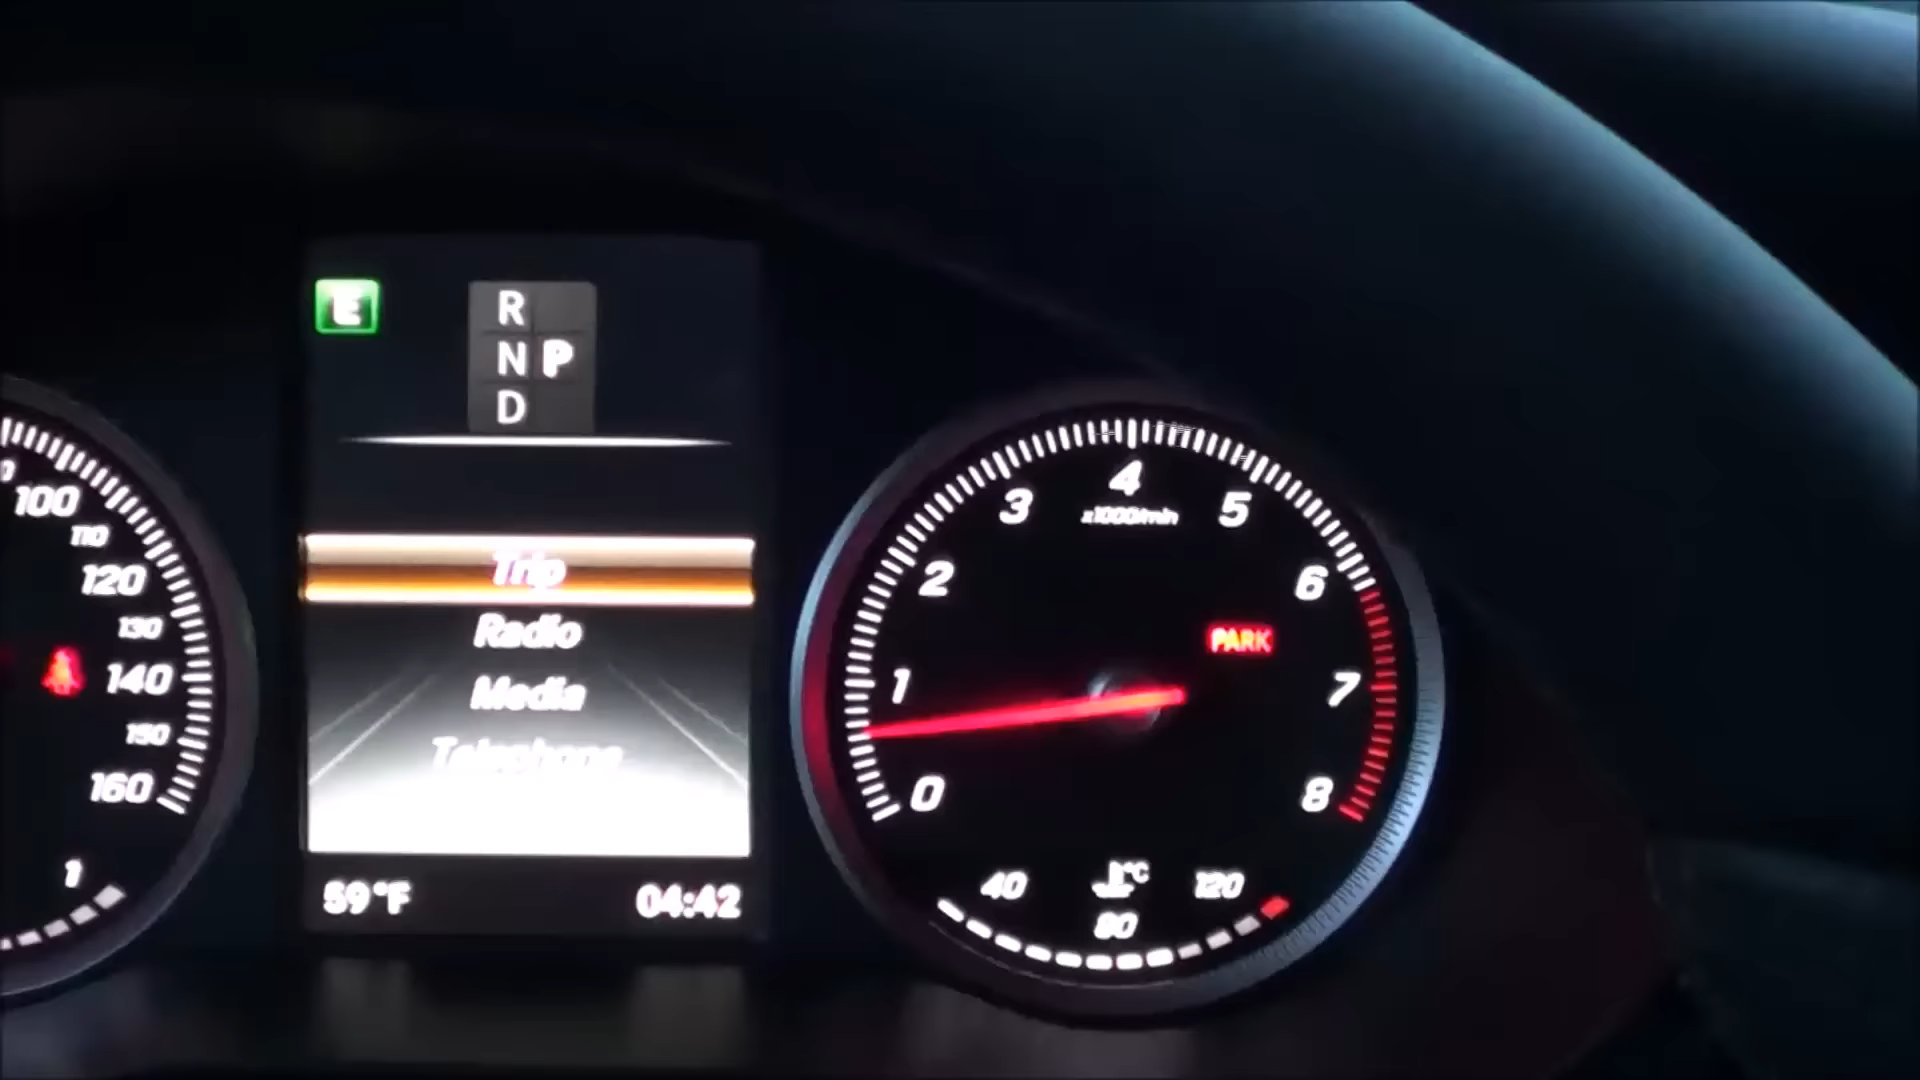 E
R
N P
D
100
110
120
130
140
150
160
1
Trip
Radio
Media
Telephone
59°F 04:42
0
1
2
3
4
5
6
7
8
x1000/min
PARK
40
80
120
°C